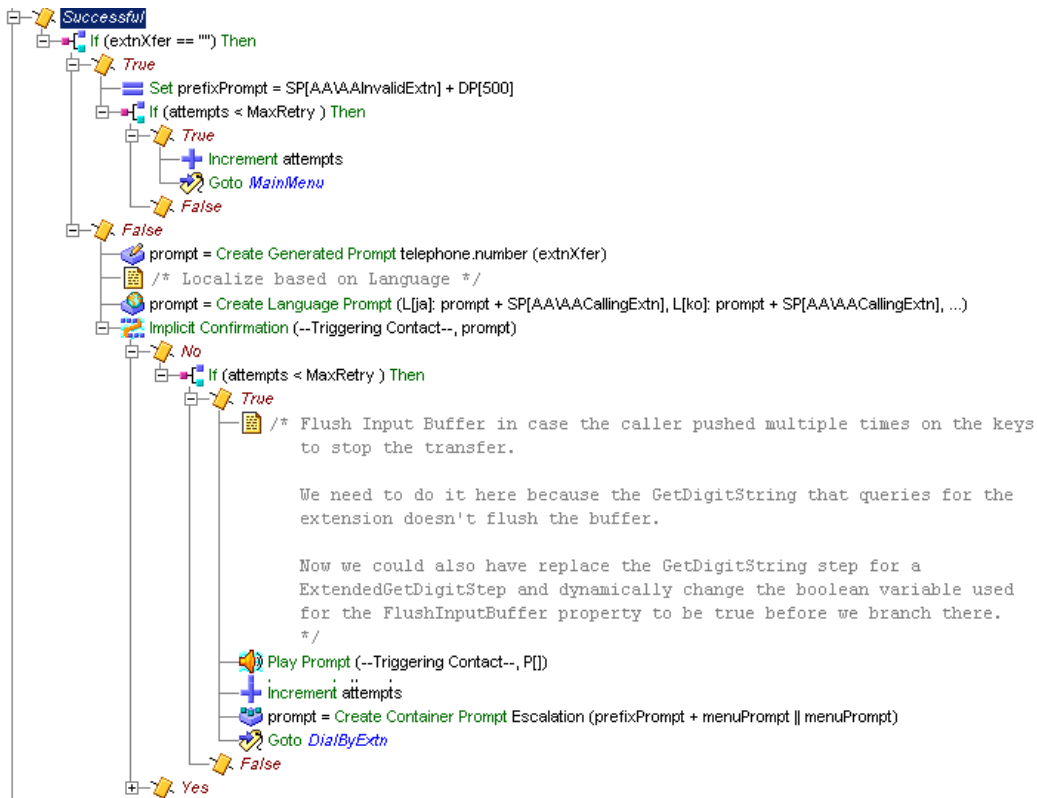 Successful
If (extnXfer == "") Then
True
Set prefixPrompt = SP[AA\AAInvalidExtn] + DP[500]
If (attempts < MaxRetry ) Then
True
Increment attempts
Goto MainMenu
False
False
prompt = Create Generated Prompt telephone.number (extnXfer)
/* Localize based on Language */
prompt = Create Language Prompt (L[ja]: prompt + SP[AA\AACallingExtn], L[ko]: prompt + SP[AA\AACallingExtn], ...)
Implicit Confirmation (--Triggering Contact--, prompt)
No
If (attempts < MaxRetry ) Then
True
/* Flush Input Buffer in case the caller pushed multiple times on the keys
to stop the transfer.
We need to do it here because the GetDigitString that queries for the
extension doesn't flush the buffer.
Now we could also have replace the GetDigitString step for a
ExtendedGetDigitStep and dynamically change the boolean variable used
for the FlushInputBuffer property to be true before we branch there.
*/
Play Prompt (--Triggering Contact--, P[])
Increment attempts
prompt = Create Container Prompt Escalation (prefixPrompt + menuPrompt || menuPrompt)
Goto DialByExtn
False
Yes